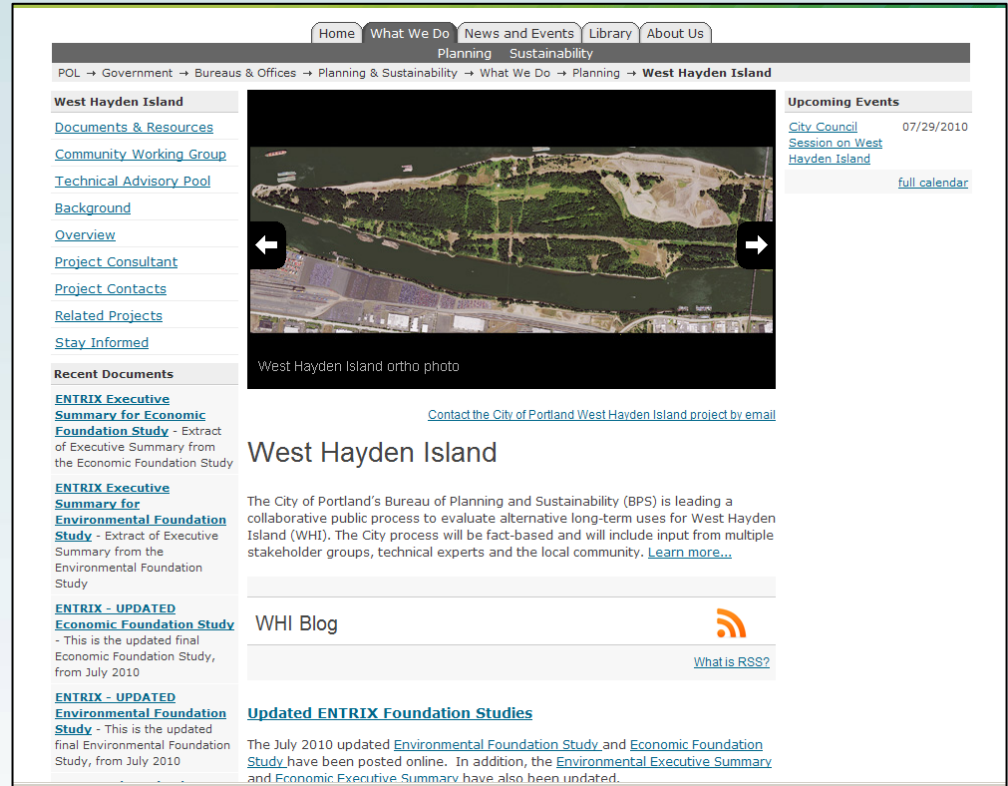 Home What We Do News and Events Library About Us
Planning Sustainability
POL → Government → Bureaus & Offices → Planning & Sustainability → What We Do → Planning → West Hayden Island
West Hayden Island
Documents & Resources
Community Working Group
Technical Advisory Pool
Background
Overview
Project Consultant
Project Contacts
Related Projects
Stay Informed
Recent Documents
ENTRIX Executive
Summary for Economic
Foundation Study - Extract
of Executive Summary from
the Economic Foundation Study
ENTRIX Executive
Summary for
Environmental Foundation
Study - Extract of Executive
Summary from the
Environmental Foundation
Study
ENTRIX - UPDATED
Economic Foundation Study
- This is the updated final
Economic Foundation Study,
from July 2010
ENTRIX - UPDATED
Environmental Foundation
Study - This is the updated
final Environmental Foundation
Study, from July 2010
West Hayden Island ortho photo
Contact the City of Portland West Hayden Island project by email
West Hayden Island
The City of Portland's Bureau of Planning and Sustainability (BPS) is leading a
collaborative public process to evaluate alternative long-term uses for West Hayden
Island (WHI). The City process will be fact-based and will include input from multiple
stakeholder groups, technical experts and the local community. Learn more...
WHI Blog
What is RSS?
Updated ENTRIX Foundation Studies
The July 2010 updated Environmental Foundation Study and Economic Foundation
Study have been posted online. In addition, the Environmental Executive Summary
and Economic Executive Summary have also been updated.
Upcoming Events
City Council 07/29/2010
Session on West
Hayden Island
full calendar